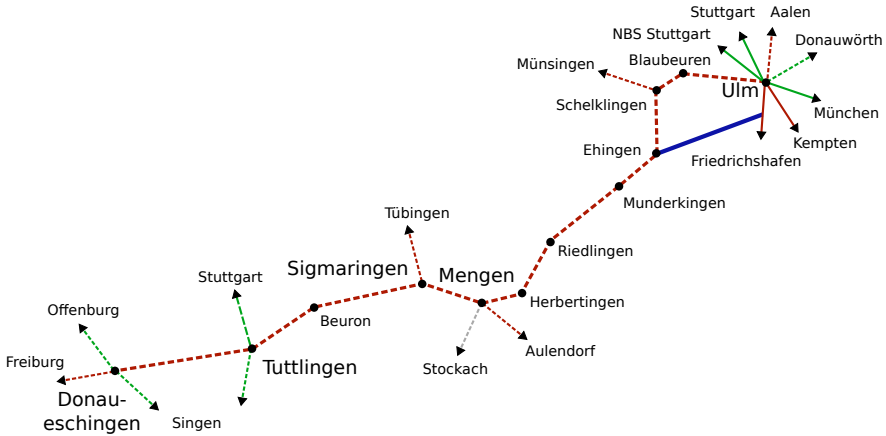 Stuttgart
Aalen
NBS Stuttgart
Donauwörth
Blaubeuren
Münsingen
Ulm
Schelklingen
München
Kempten
Ehingen
Friedrichshafen
Munderkingen
Tübingen
Riedlingen
Sigmaringen
Mengen
Stuttgart
Herbertingen
Offenburg
Beuron
Aulendorf
Freiburg
Tuttlingen
Stockach
Donau-
eschingen
Singen